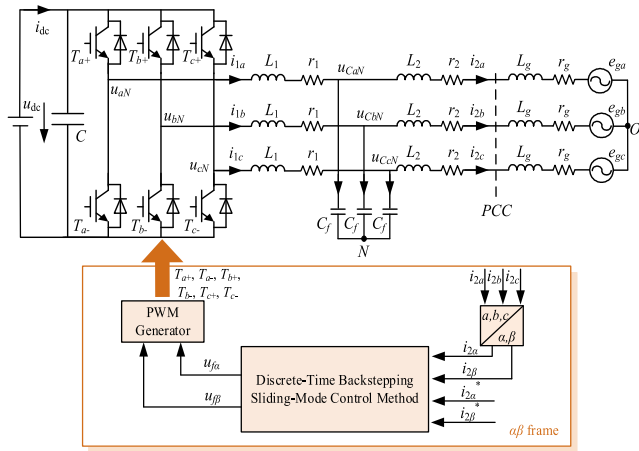 i_dc
T_a+
T_b+
T_c+
i_1a
L_1
r_1
u_CaN
L_2
r_2
i_2a
L_g
r_g
e_ga
u_aN
u_dc
C
i_1b
L_1
r_1
u_CbN
L_2
r_2
i_2b
L_g
r_g
e_gb
O
u_bN
i_1c
L_1
r_1
u_CcN
L_2
r_2
i_2c
L_g
r_g
e_gc
u_cN
T_a-
T_b-
T_c-
C_f
C_f
C_f
PCC
N
T_a+, T_a-, T_b+,
T_b-, T_c+, T_c-
i_2a i_2b i_2c
PWM
Generator
a,b,c
α,β
u_fα
u_fβ
Discrete-Time Backstepping
Sliding-Mode Control Method
i_2α
i_2β
i_2α*
i_2β*
αβ frame